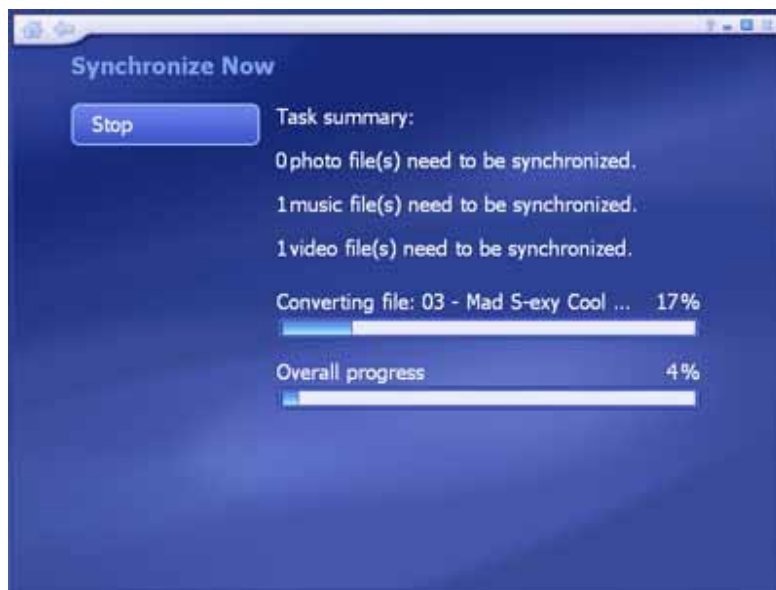 Synchronize Now
Stop
Task summary:
0 photo file(s) need to be synchronized.
1 music file(s) need to be synchronized.
1 video file(s) need to be synchronized.
Converting file: 03 - Mad S-exy Cool ... 17%
Overall progress 4%